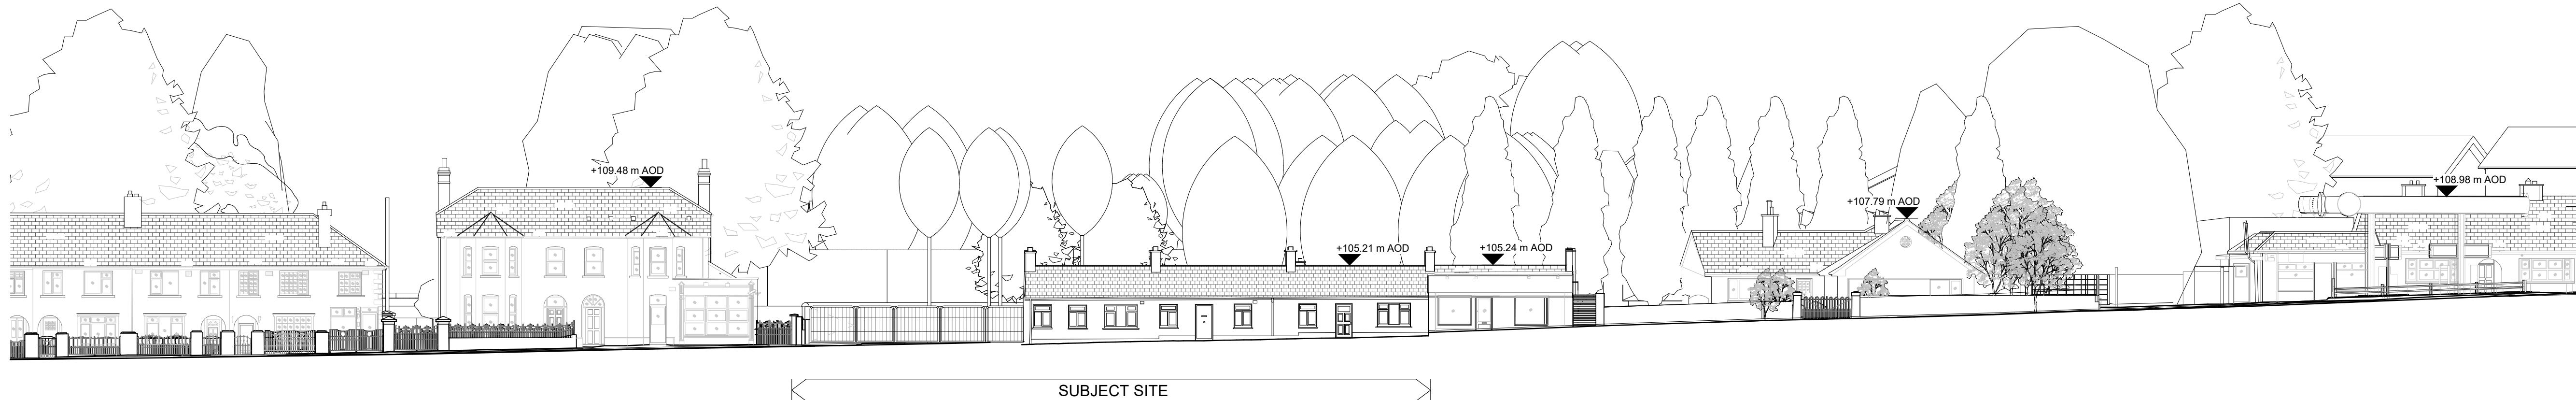 +109.48 m AOD
+105.21 m AOD
+105.24 m AOD
+107.79 m AOD
+108.98 m AOD
SUBJECT SITE